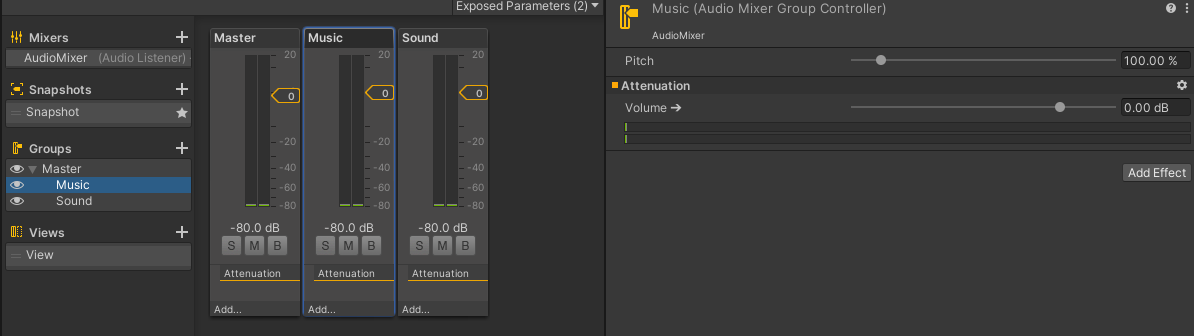 Exposed Parameters (2)
Mixers
AudioMixer (Audio Listener)
Snapshots
Snapshot
Groups
Master
Music
Sound
Views
View
Master
20
0
-20
-40
-60
-80
-80.0 dB
S M B
Attenuation
Add...
Music
20
0
-20
-40
-60
-80
-80.0 dB
S M B
Attenuation
Add...
Sound
20
0
-20
-40
-60
-80
-80.0 dB
S M B
Attenuation
Add...
Music (Audio Mixer Group Controller)
AudioMixer
Pitch 100.00 %
Attenuation
Volume 0.00 dB
Add Effect